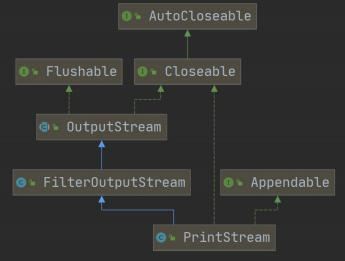 AutoCloseable
Flushable
Closeable
OutputStream
FilterOutputStream
Appendable
PrintStream